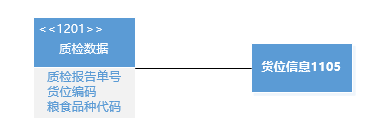 <<1201>>
质检数据
质检报告单号
货位编码
粮食品种代码
货位信息1105